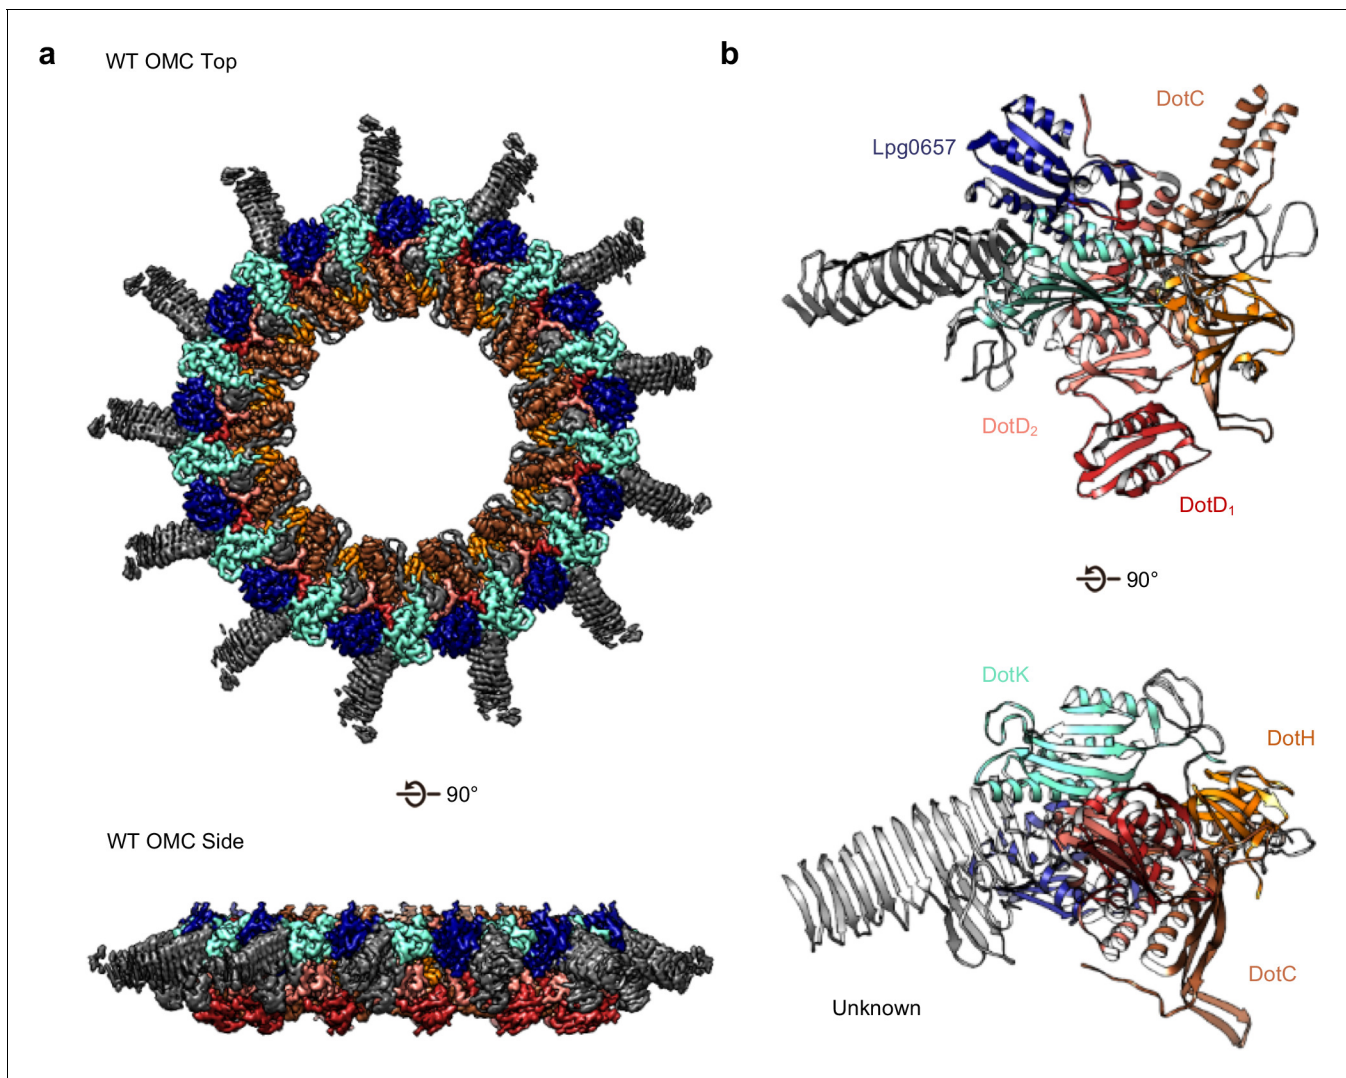 a
WT OMC Top
90°
WT OMC Side
b
DotC
Lpg0657
DotD₂
DotD₁
90°
DotK
DotH
DotC
Unknown